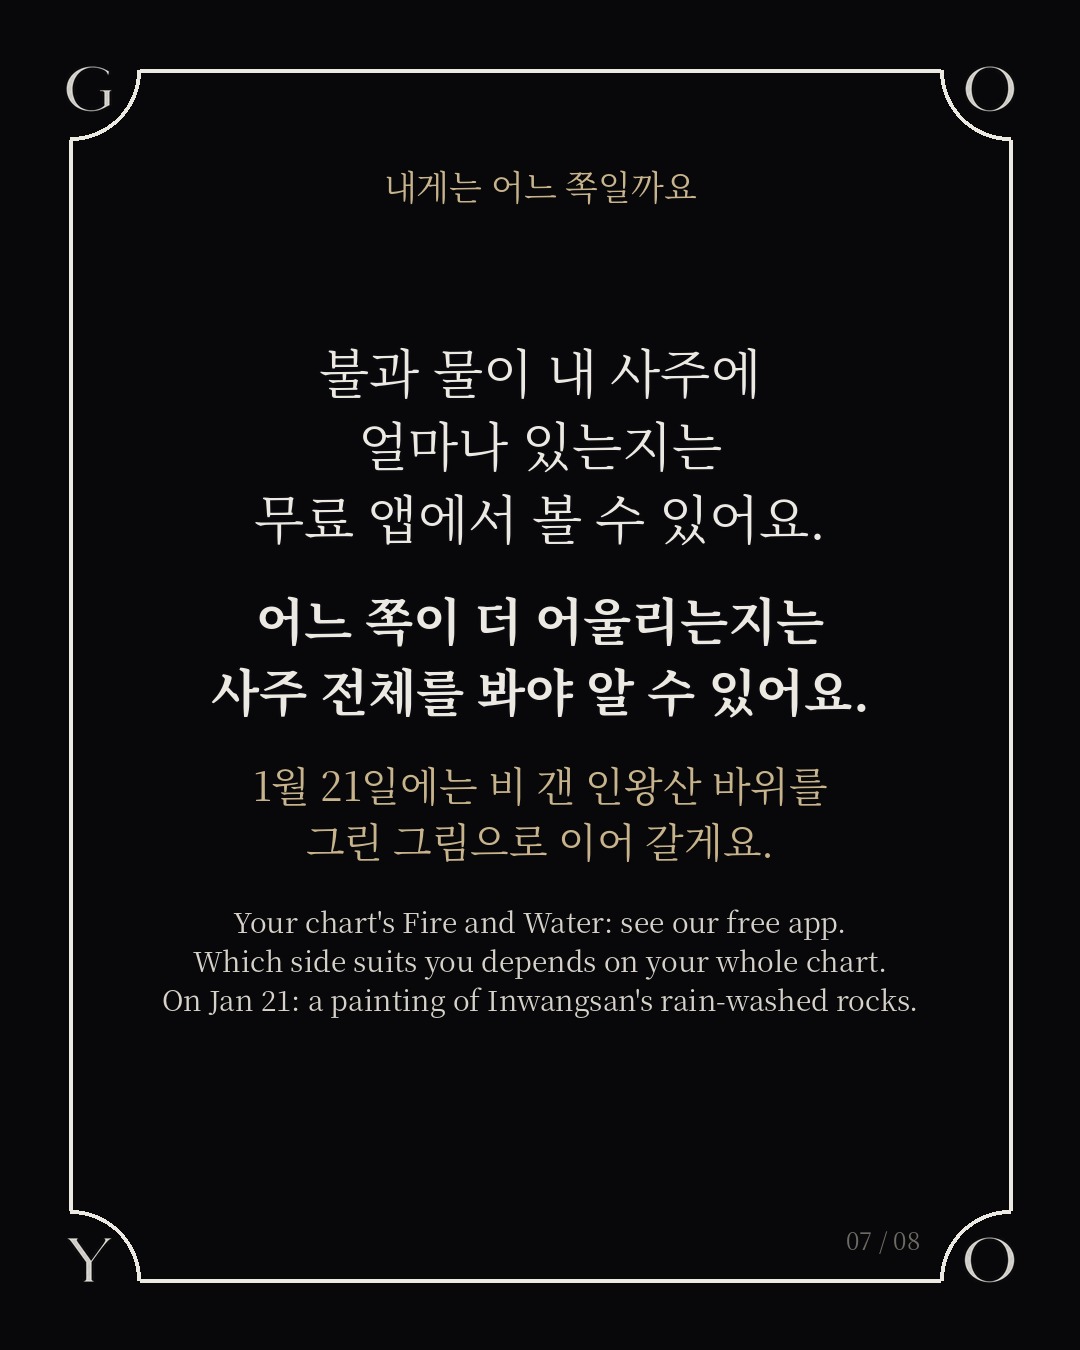 G O
내게는 어느 쪽일까요
불과 물이 내 사주에
얼마나 있는지는
무료 앱에서 볼 수 있어요.
어느 쪽이 더 어울리는지는
사주 전체를 봐야 알 수 있어요.
1월 21일에는 비 갠 인왕산 바위를
그린 그림으로 이어 갈게요.
Your chart's Fire and Water: see our free app.
Which side suits you depends on your whole chart.
On Jan 21: a painting of Inwangsan's rain-washed rocks.
07 / 08
Y O